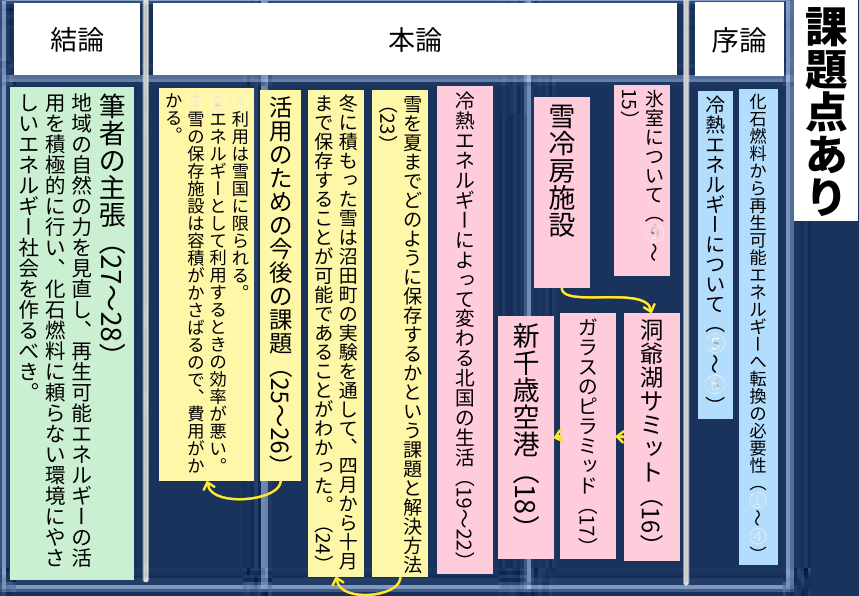 課題点あり
序論
化石燃料から再生可能エネルギーへ転換の必要性（①〜④）
冷熱エネルギーについて（⑤〜⑧）
本論
氷室について（⑨〜
15）
洞爺湖サミット（16）
雪冷房施設
ガラスのピラミッド（17）
新千歳空港（18）
冷熱エネルギーによって変わる北国の生活（19〜22）
雪を夏までどのように保存するかという課題と解決方法
（23）
冬に積もった雪は沼田町の実験を通して、四月から十月
まで保存することが可能であることがわかった。（24）
活用のための今後の課題（25〜26）
利用は雪国に限られる。
エネルギーとして利用するときの効率が悪い。
雪の保存施設は容積がかさばるので、費用がか
かる。
結論
筆者の主張（27〜28）
地域の自然の力を見直し、再生可能エネルギーの活
用を積極的に行い、化石燃料に頼らない環境にやさ
しいエネルギー社会を作るべき。